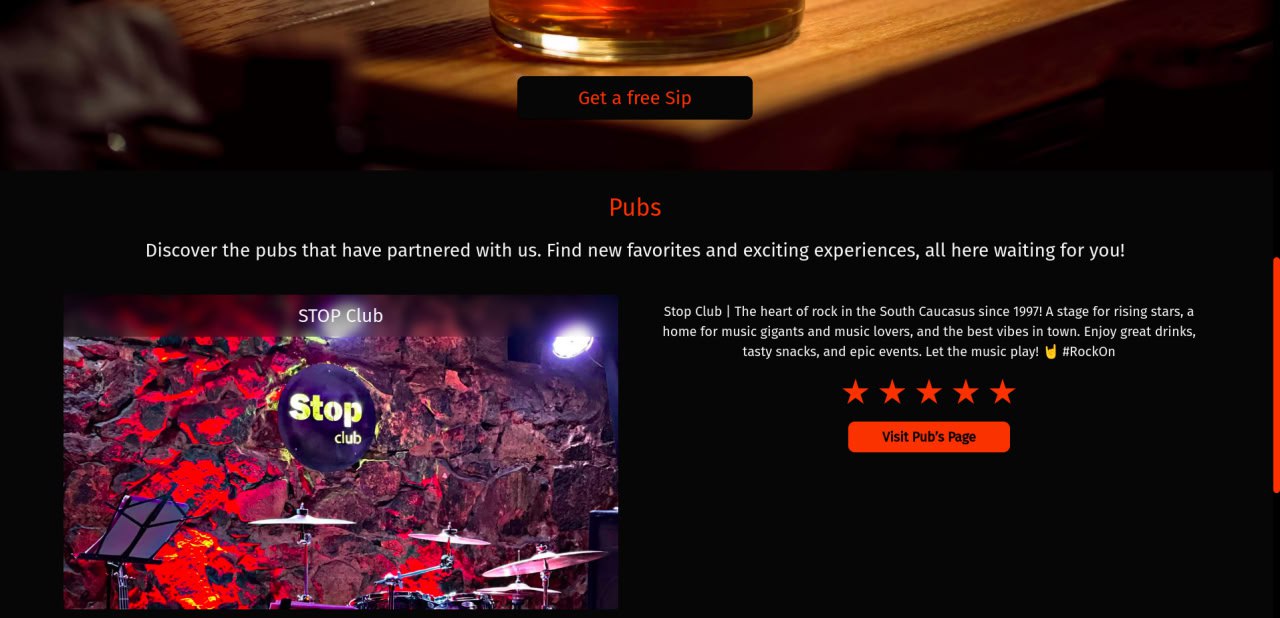 Get a free Sip
Pubs
Discover the pubs that have partnered with us. Find new favorites and exciting experiences, all here waiting for you!
STOP Club
Stop
club
Stop Club | The heart of rock in the South Caucasus since 1997! A stage for rising stars, a
home for music gigants and music lovers, and the best vibes in town. Enjoy great drinks,
tasty snacks, and epic events. Let the music play! 🤘 #RockOn
Visit Pub's Page